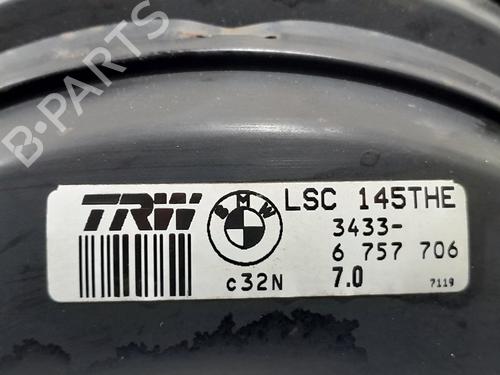 B-PARTS
TRW
BMW
LSC 145THE
3433-
6 757 706
c32N
7.0
7119